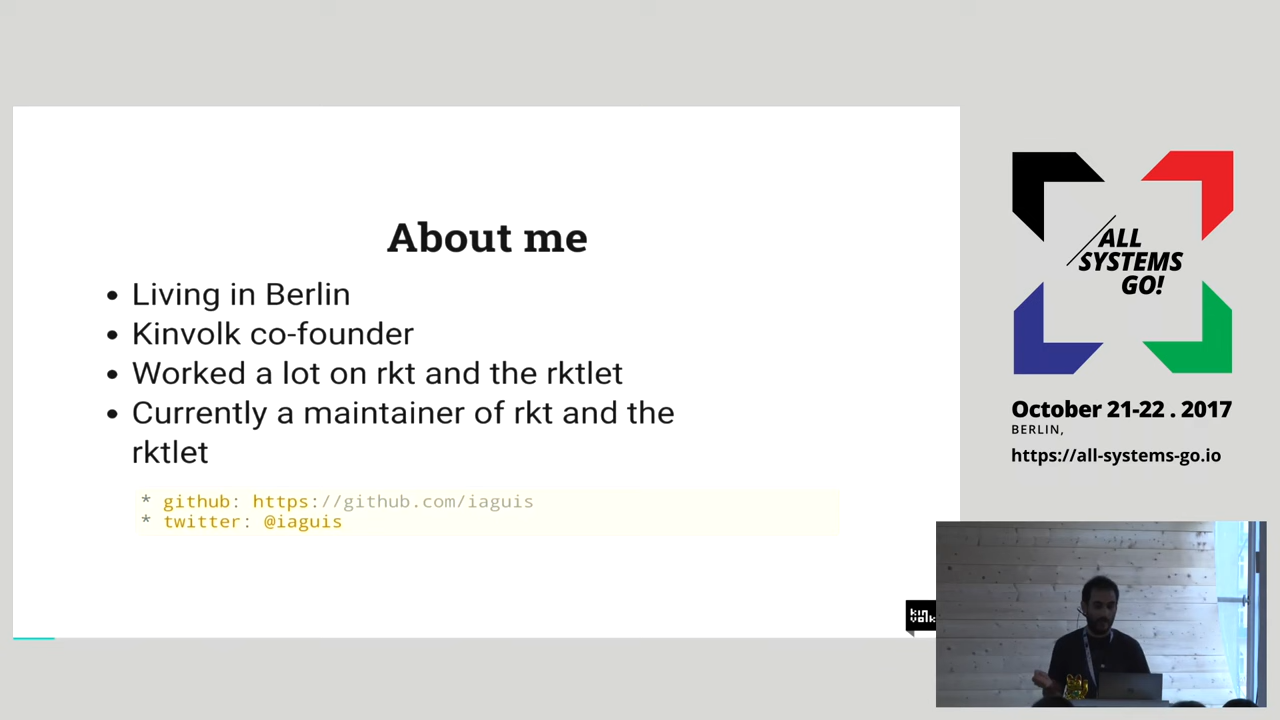 About me
Living in Berlin
Kinvolk co-founder
Worked a lot on rkt and the rktlet
Currently a maintainer of rkt and the
rktlet
* github: https://github.com/iaguis
* twitter: @iaguis
kin
volk
ALL
SYSTEMS
GO!
October 21-22 . 2017
BERLIN,
https://all-systems-go.io